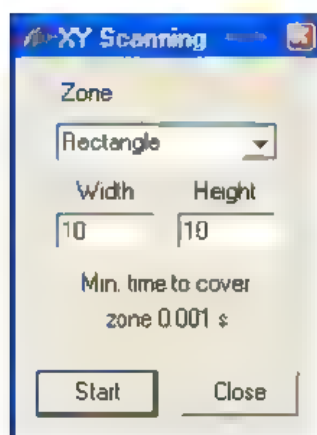 XY Scanning
Zone
Rectangle
Width Height
10 10
Min. time to cover
zone 0.001 s
Start Close